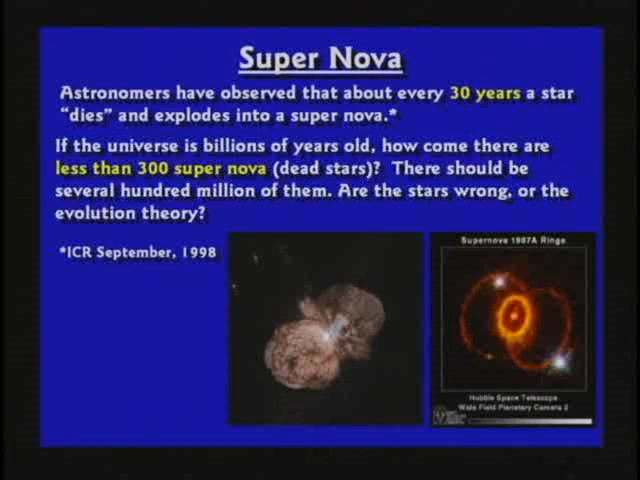 Super Nova
Astronomers have observed that about every 30 years a star
"dies" and explodes into a super nova.*
If the universe is billions of years old, how come there are
less than 300 super nova (dead stars)? There should be
several hundred million of them. Are the stars wrong, or the
evolution theory?
*ICR September, 1998
Supernova 1987A Rings
Hubble Space Telescope
Wide Field Planetary Camera 2